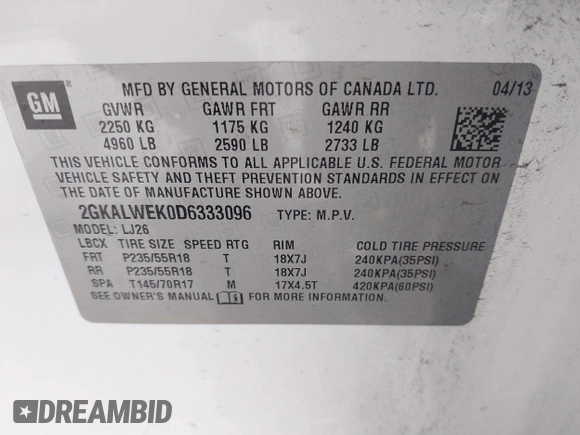 GM
MFD BY GENERAL MOTORS OF CANADA LTD. 04/13
GVWR GAWR FRT GAWR RR
2250 KG 1175 KG 1240 KG
4960 LB 2590 LB 2733 LB
THIS VEHICLE CONFORMS TO ALL APPLICABLE U.S. FEDERAL MOTOR
VEHICLE SAFETY AND THEFT PREVENTION STANDARDS IN EFFECT ON
THE DATE OF MANUFACTURE SHOWN ABOVE.
2GKALWEK0D6333096 TYPE: M.P.V.
MODEL: LJ26
LBCX TIRE SIZE SPEED RTG RIM COLD TIRE PRESSURE
FRT P235/55R18 T 18X7J 240KPA(35PSI)
RR P235/55R18 T 18X7J 240KPA(35PSI)
SPA T145/70R17 M 17X4.5T 420KPA(60PSI)
SEE OWNER'S MANUAL FOR MORE INFORMATION.
DREAMBID